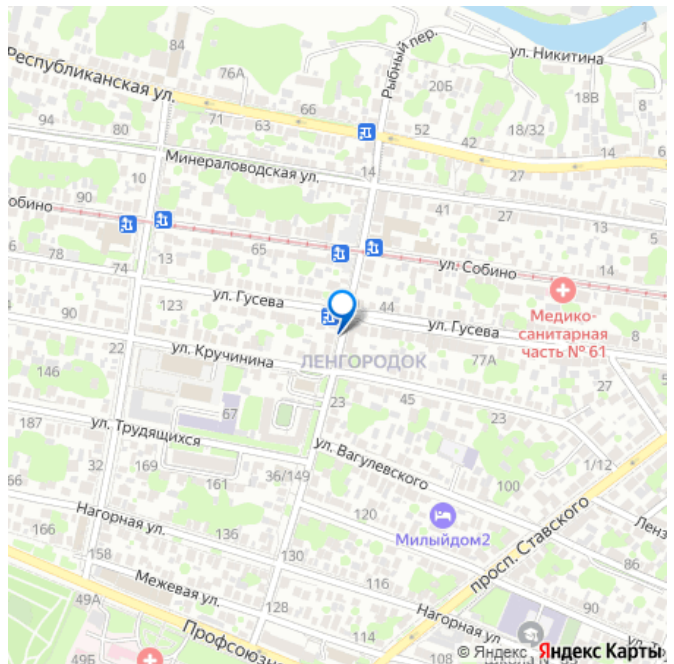 Рыбный пер.
ул. Никитина
84
1
Республиканская ул.
76А
20Б
18В
8
66
71
63
52
42
18/32
14
6
94
80
Минераловодская ул.
14
27
10
90
обино
41
27
13
5
65
78
74
13
ул. Собино
14
ул. Гусева
44
123
Медико-
санитарная
часть № 61
ул. Гусева
8
90
22
ул. Кручинина
ЛЕНГОРОДОК
77А
146
23
45
23
67
187
ул. Трудящихся
ул. Вагулевского
32
169
161
36/149
1/12
100
просп. Ставского
Нагорная ул.
136
120
Милыйдом2
Ленз
166
158
130
Межевая ул.
116
49А
128
90
Нагорная ул.
Профсоюзн
114
108
49Б
© Яндекс Яндекс Карты